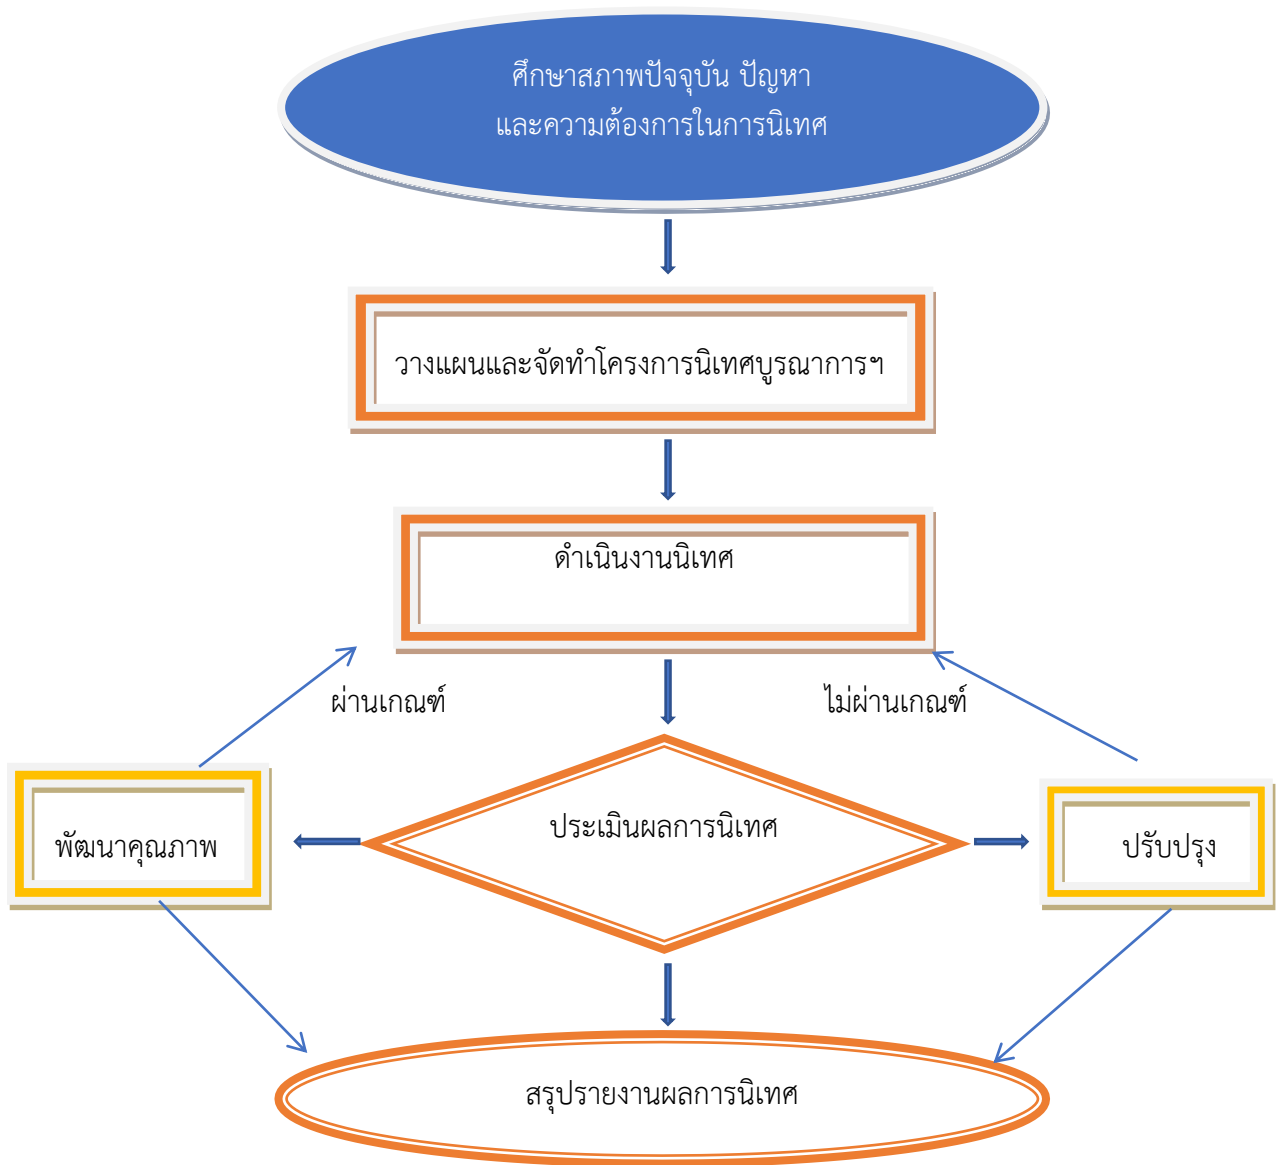 ศึกษาสภาพปัจจุบัน ปัญหา
และความต้องการในการนิเทศ
วางแผนและจัดทำโครงการนิเทศบูรณาการฯ
ดำเนินงานนิเทศ
ผ่านเกณฑ์
ไม่ผ่านเกณฑ์
ประเมินผลการนิเทศ
พัฒนาคุณภาพ
ปรับปรุง
สรุปรายงานผลการนิเทศ